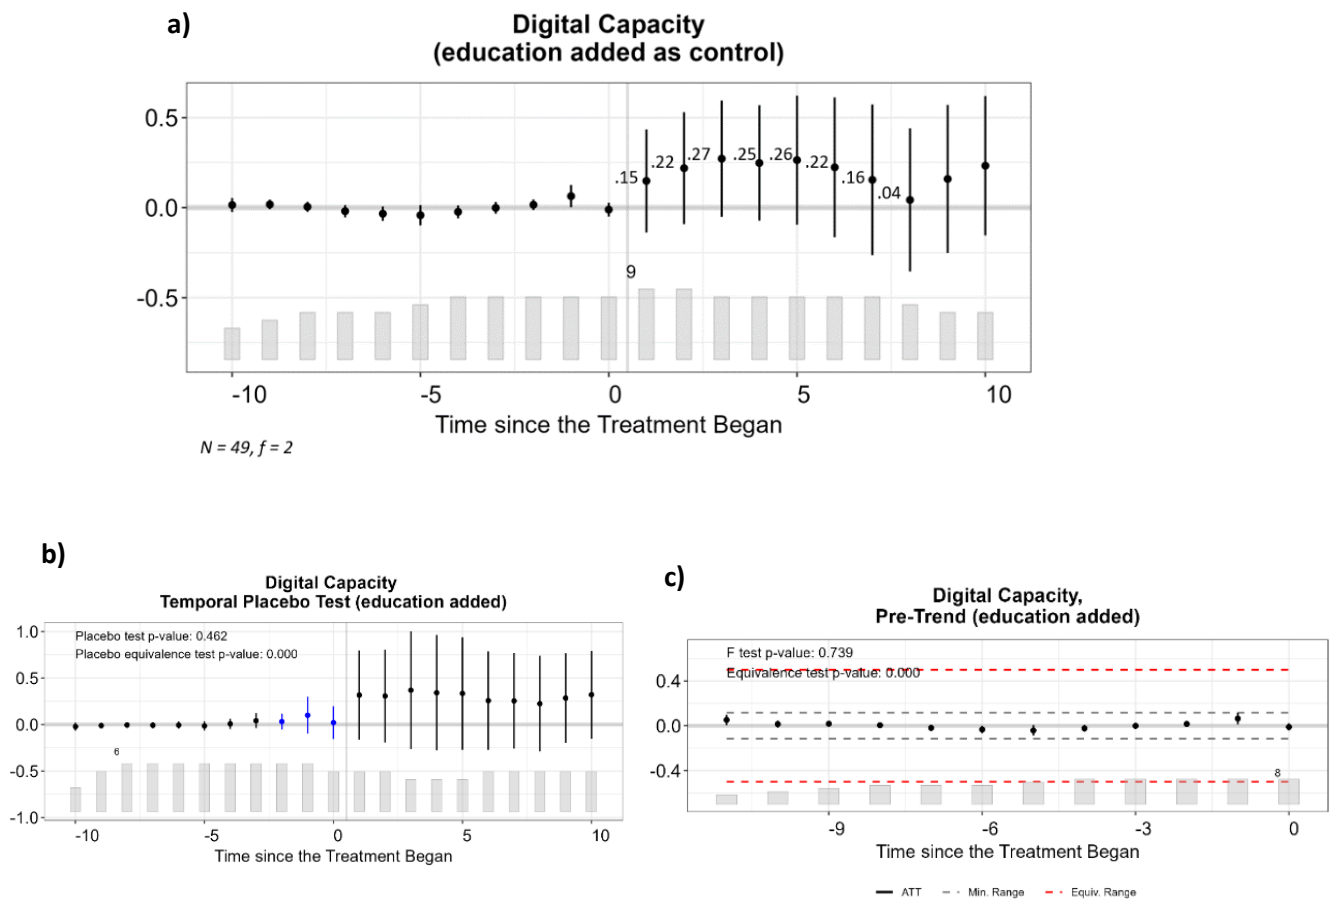 a)
Digital Capacity
(education added as control)
0.5
0.0
-0.5
.15
.22
.27
.25
.26
.22
.16
.04
9
-10
-5
0
5
10
Time since the Treatment Began
N = 49, f = 2
b)
Digital Capacity
Temporal Placebo Test (education added)
Placebo test p-value: 0.462
Placebo equivalence test p-value: 0.000
1.0
0.5
0.0
-0.5
-1.0
6
-10
-5
0
5
10
Time since the Treatment Began
c)
Digital Capacity,
Pre-Trend (education added)
F test p-value: 0.739
Equivalence test p-value: 0.000
0.4
0.0
-0.4
8
-9
-6
-3
0
Time since the Treatment Began
ATT
Min. Range
Equiv. Range